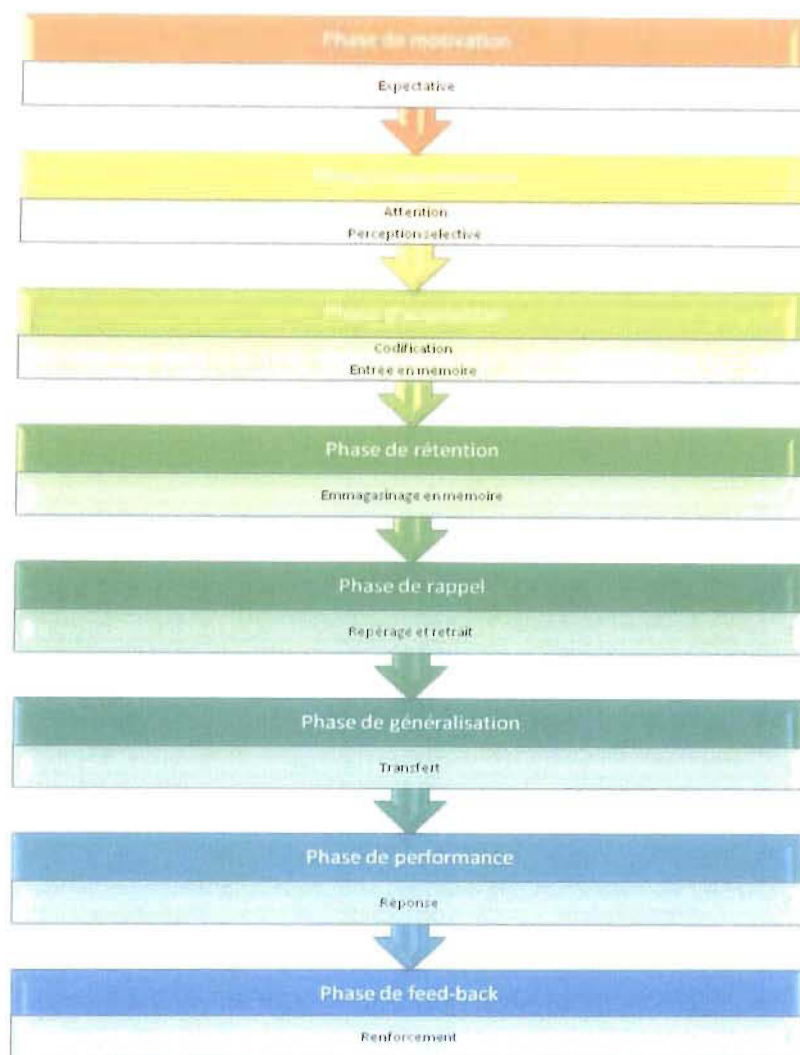 Phase de motivation
Expectative
Attention
Perception selective
Codification
Entrée en mémoire
Phase de rétention
Emmagasinage en mémoire
Phase de rappel
Repérage et retrait
Phase de généralisation
Transfert
Phase de performance
Réponse
Phase de feed-back
Renforcement